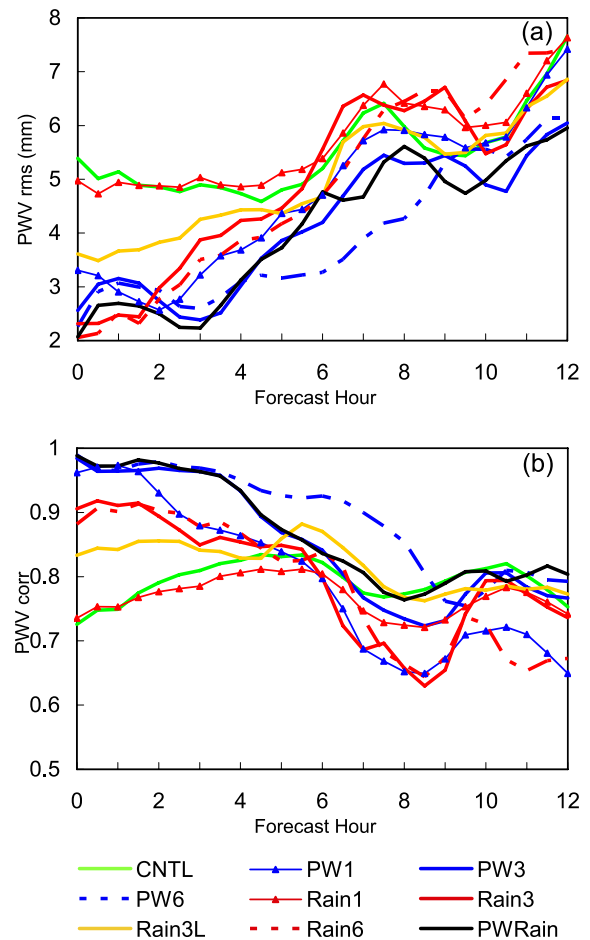 (a)
PWV rms (mm)
8
7
6
5
4
3
2
0 2 4 6 8 10 12
Forecast Hour
(b)
PWV corr
1
0.9
0.8
0.7
0.6
0.5
0 2 4 6 8 10 12
Forecast Hour
CNTL PW1 PW3
PW6 Rain1 Rain3
Rain3L Rain6 PWRain